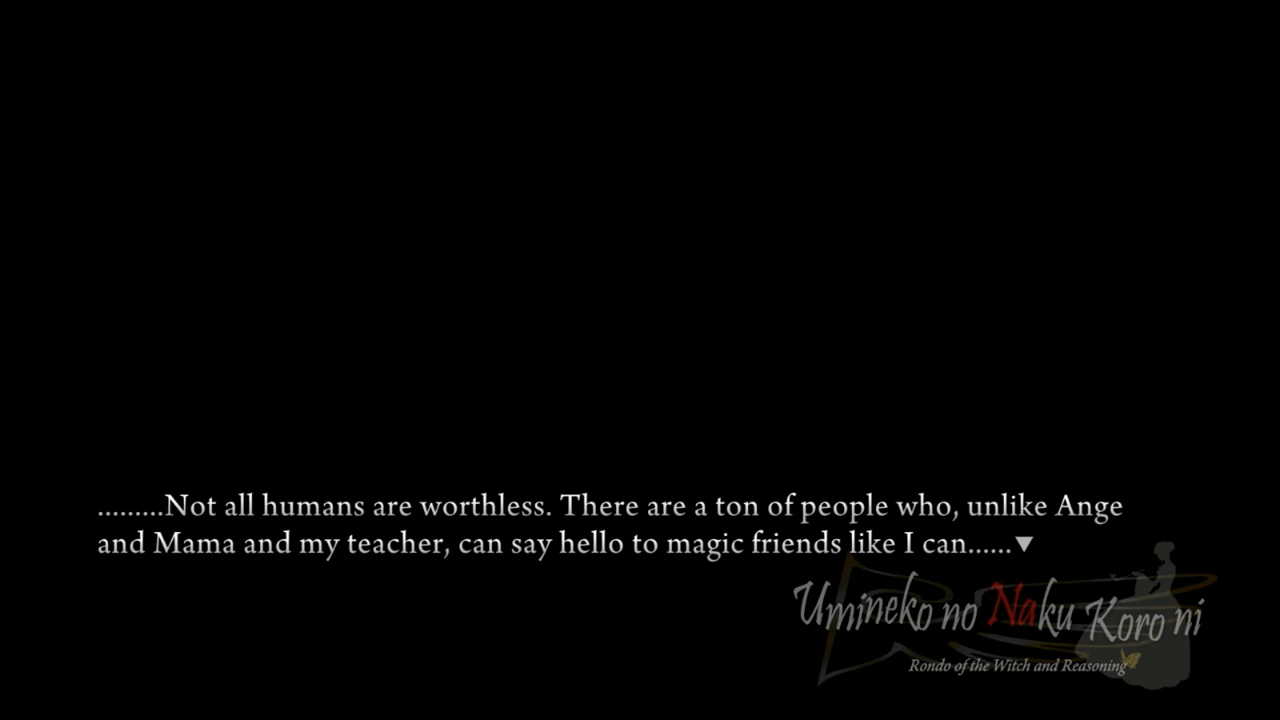 .........Not all humans are worthless. There are a ton of people who, unlike Ange
and Mama and my teacher, can say hello to magic friends like I can......▼
Umineko no Naku Koro ni
Rondo of the Witch and Reasoning